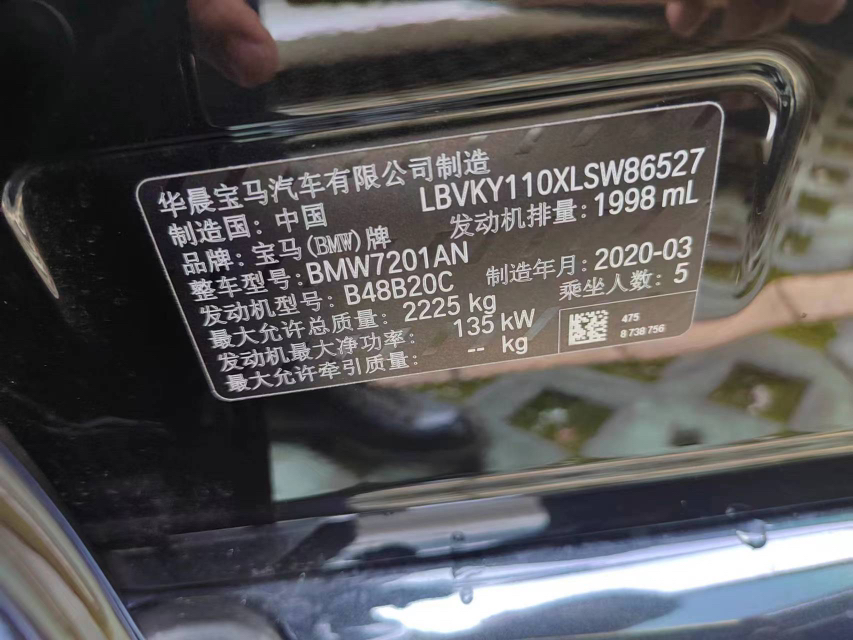 华晨宝马汽车有限公司制造
制造国: 中国 LBVKY110XLSW86527
品牌: 宝马(BMW)牌 发动机排量: 1998 mL
整车型号: BMW7201AN
发动机型号: B48B20C 制造年月: 2020-03
最大允许总质量: 2225 kg 乘坐人数: 5
发动机最大净功率: 135 kW
最大允许牵引质量: -- kg
475
8 738 756